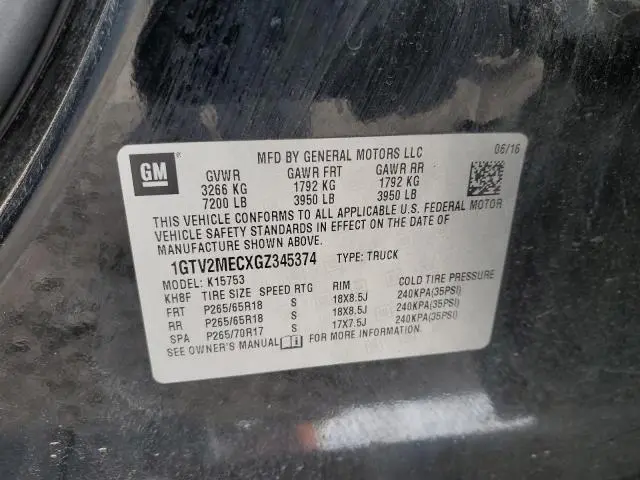 GM
MFD BY GENERAL MOTORS LLC 06/16
GVWR GAWR FRT GAWR RR
3266 KG 1792 KG 1792 KG
7200 LB 3950 LB 3950 LB
THIS VEHICLE CONFORMS TO ALL APPLICABLE U.S. FEDERAL MOTOR
VEHICLE SAFETY STANDARDS IN EFFECT ON THE DATE OF
MANUFACTURE SHOWN ABOVE.
1GTV2MECXGZ345374 TYPE: TRUCK
MODEL: K15753
KH8F TIRE SIZE SPEED RTG RIM COLD TIRE PRESSURE
FRT P265/65R18 S 18X8.5J 240KPA(35PSI)
RR P265/65R18 S 18X8.5J 240KPA(35PSI)
SPA P265/70R17 S 17X7.5J 240KPA(35PSI)
SEE OWNER'S MANUAL FOR MORE INFORMATION.